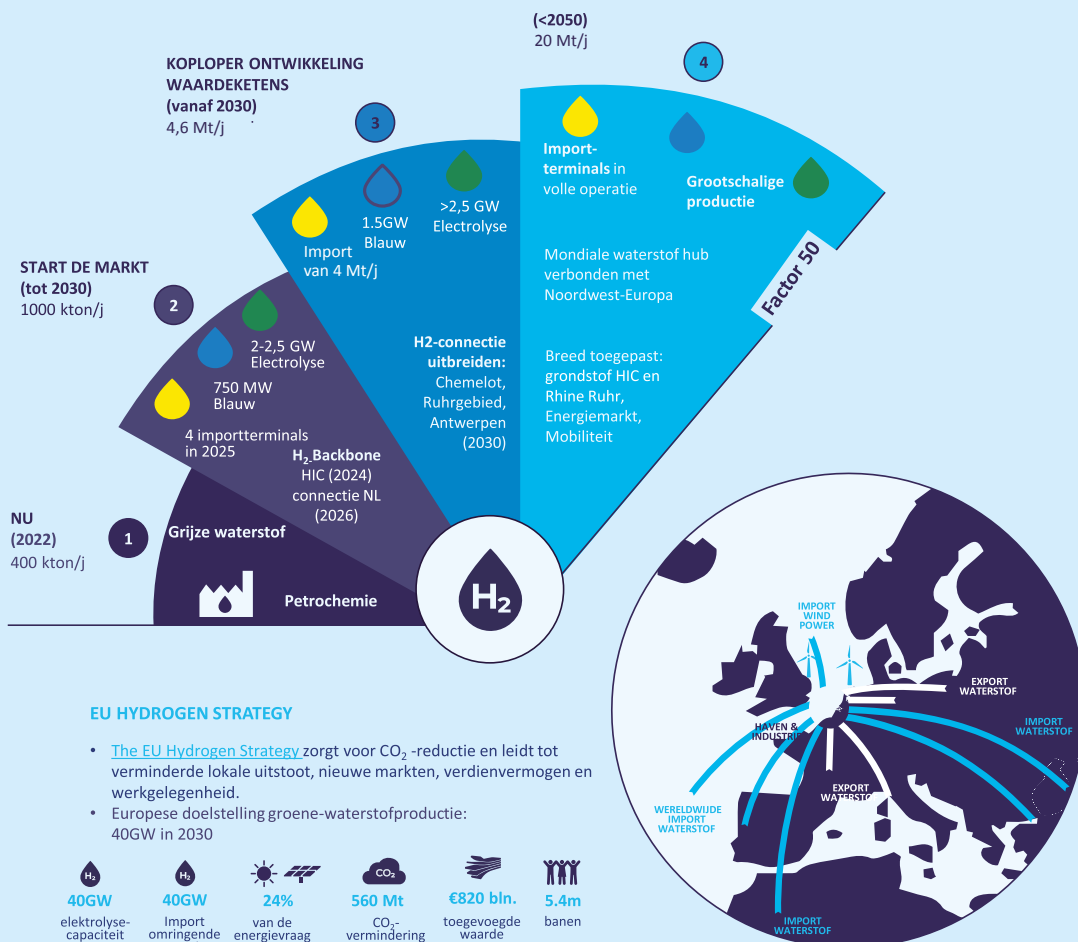 (<2050)
20 Mt/j
4
KOPLOPER ONTWIKKELING
WAARDEKETENS
(vanaf 2030)
4,6 Mt/j
3
Import-
terminals in
volle operatie
Grootschalige
productie
>2,5 GW
Electrolyse
1.5GW
Blauw
Import
van 4 Mt/j
Mondiale waterstof hub
verbonden met
Noordwest-Europa
Factor 50
START DE MARKT
(tot 2030)
1000 kton/j
2
2-2,5 GW
Electrolyse
750 MW
Blauw
4 importterminals
in 2025
H2-connectie
uitbreiden:
Chemelot,
Ruhrgebied,
Antwerpen
(2030)
Breed toegepast:
grondstof HIC en
Rhine Ruhr,
Energiemarkt,
Mobiliteit
H2 Backbone
HIC (2024)
connectie NL
(2026)
NU
(2022)
400 kton/j
1
Grijze waterstof
Petrochemie
H2
IMPORT
WIND
POWER
EXPORT
WATERSTOF
IMPORT
WATERSTOF
HAVEN &
INDUSTRIE
EXPORT
WATERSTOF
WERELDWIJDE
IMPORT
WATERSTOF
IMPORT
WATERSTOF
EU HYDROGEN STRATEGY
• The EU Hydrogen Strategy zorgt voor CO2 -reductie en leidt tot
verminderde lokale uitstoot, nieuwe markten, verdienvermogen en
werkgelegenheid.
• Europese doelstelling groene-waterstofproductie:
40GW in 2030
H2
40GW
elektrolyse-
capaciteit
H2
40GW
Import
omringende
24%
van de
energievraag
CO2
560 Mt
CO2-
vermindering
€820 bln.
toegevoegde
waarde
5.4m
banen